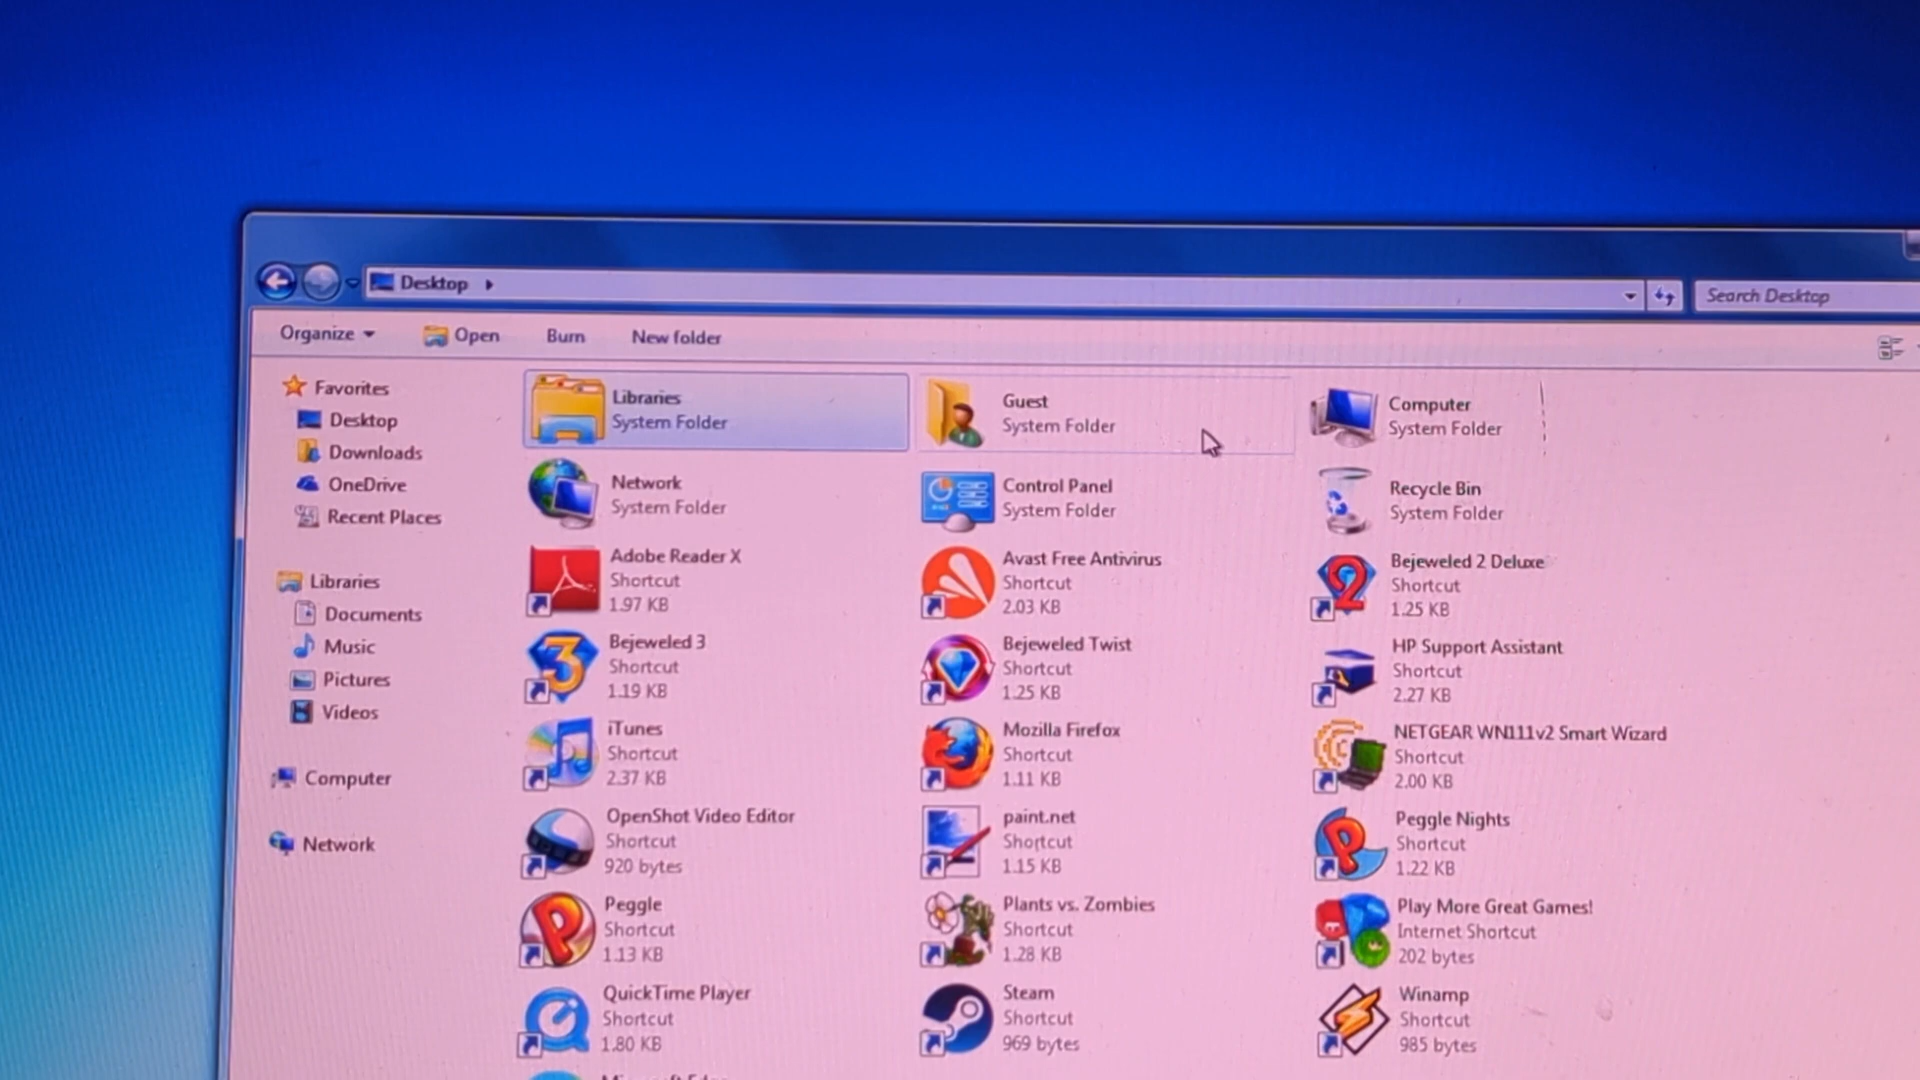 Desktop
Search Desktop
Organize
Open
Burn
New folder
Favorites
Desktop
Downloads
OneDrive
Recent Places
Libraries
Documents
Music
Pictures
Videos
Computer
Network
Libraries
System Folder
Guest
System Folder
Computer
System Folder
Network
System Folder
Control Panel
System Folder
Recycle Bin
System Folder
Adobe Reader X
Shortcut
1.97 KB
Avast Free Antivirus
Shortcut
2.03 KB
Bejeweled 2 Deluxe
Shortcut
1.25 KB
Bejeweled 3
Shortcut
1.19 KB
Bejeweled Twist
Shortcut
1.25 KB
HP Support Assistant
Shortcut
2.27 KB
iTunes
Shortcut
2.37 KB
Mozilla Firefox
Shortcut
1.11 KB
NETGEAR WN111v2 Smart Wizard
Shortcut
2.00 KB
OpenShot Video Editor
Shortcut
920 bytes
paint.net
Shortcut
1.15 KB
Peggle Nights
Shortcut
1.22 KB
Peggle
Shortcut
1.13 KB
Plants vs. Zombies
Shortcut
1.28 KB
Play More Great Games!
Internet Shortcut
202 bytes
QuickTime Player
Shortcut
1.80 KB
Steam
Shortcut
969 bytes
Winamp
Shortcut
985 bytes